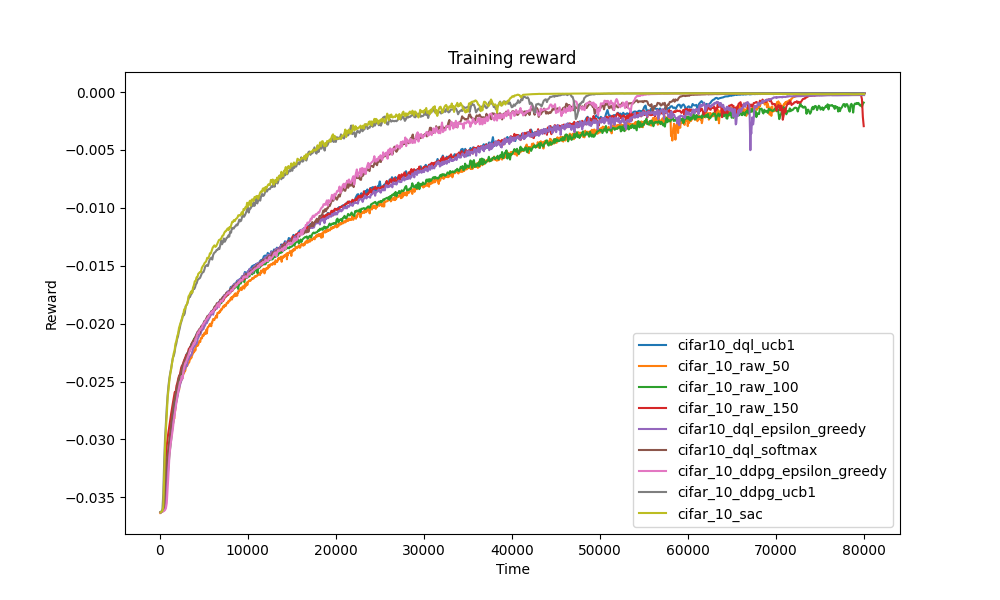 Training reward
0.000
−0.005
−0.010
−0.015
−0.020
−0.025
−0.030
−0.035
Reward
cifar10_dql_ucb1
cifar_10_raw_50
cifar_10_raw_100
cifar_10_raw_150
cifar10_dql_epsilon_greedy
cifar10_dql_softmax
cifar_10_ddpg_epsilon_greedy
cifar_10_ddpg_ucb1
cifar_10_sac
0 10000 20000 30000 40000 50000 60000 70000 80000
Time